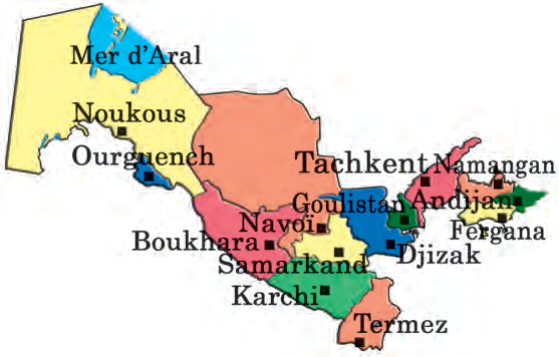 Mer d'Aral
Noukous
Ourguench
Tachkent
Namangan
Goulistan
Andijan
Navoï
Fergana
Boukhara
Djizak
Samarkand
Karchi
Termez